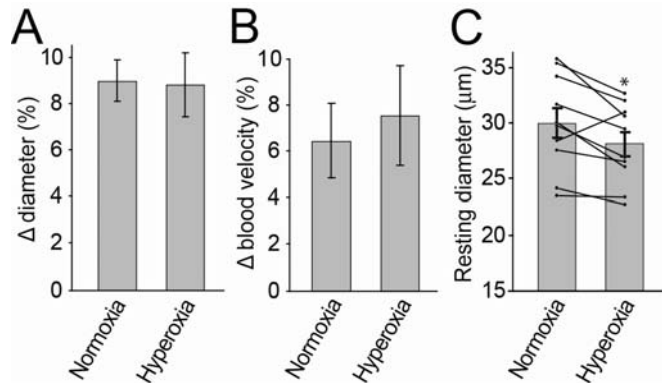 A
Δ diameter (%)
10
8
6
4
2
0
Normoxia
Hyperoxia
B
Δ blood velocity (%)
10
8
6
4
2
0
Normoxia
Hyperoxia
C
Resting diameter (μm)
35
30
25
20
15
*
Normoxia
Hyperoxia